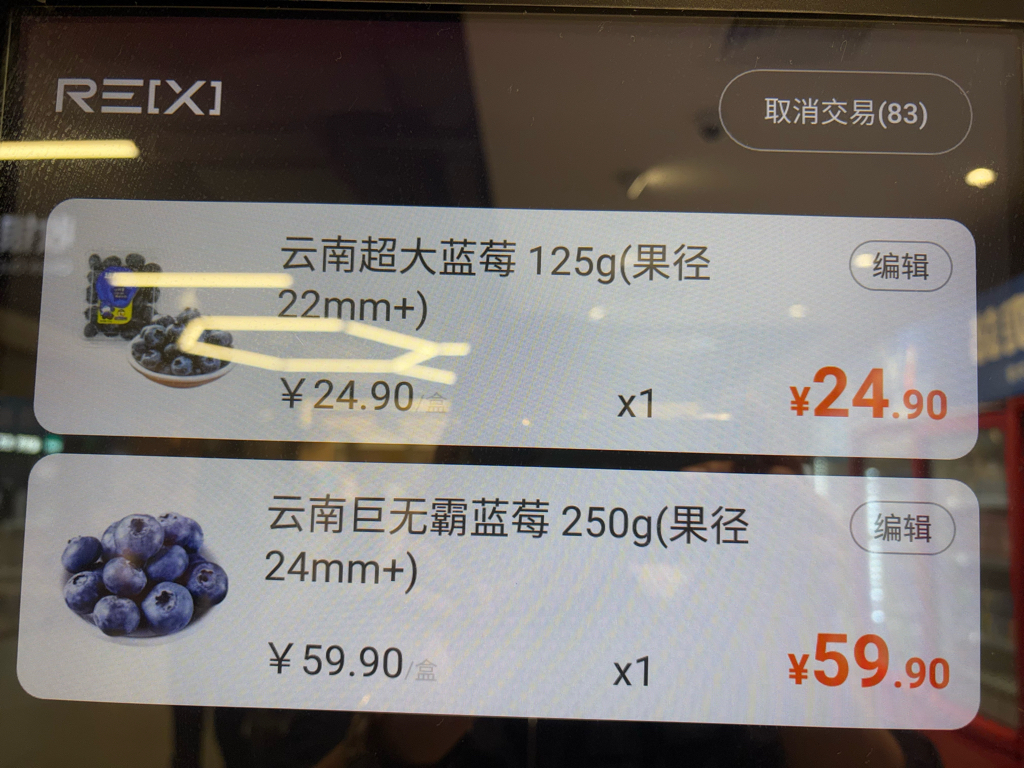 RE[X]
取消交易(83)
云南超大蓝莓 125g(果径
22mm+)
编辑
¥24.90/盒
x1
¥24.90
云南巨无霸蓝莓 250g(果径
24mm+)
编辑
¥59.90/盒
x1
¥59.90